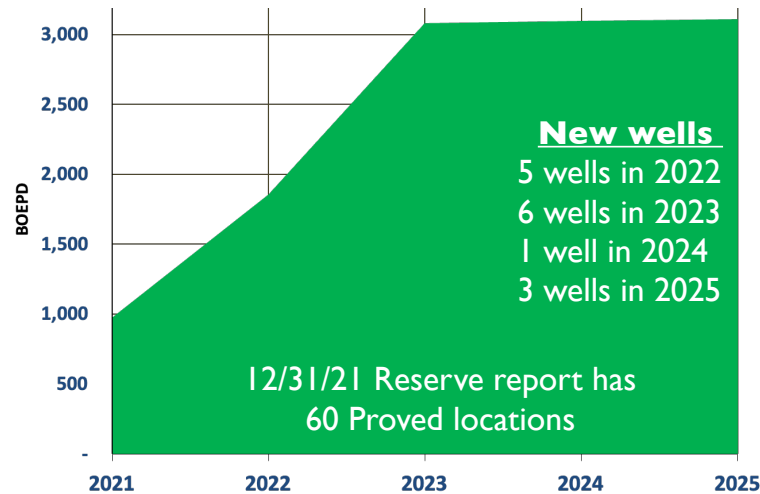 3,000
2,500
2,000
1,500
1,000
500
-
BOEPD
New wells
5 wells in 2022
6 wells in 2023
1 well in 2024
3 wells in 2025
12/31/21 Reserve report has
60 Proved locations
2021 2022 2023 2024 2025